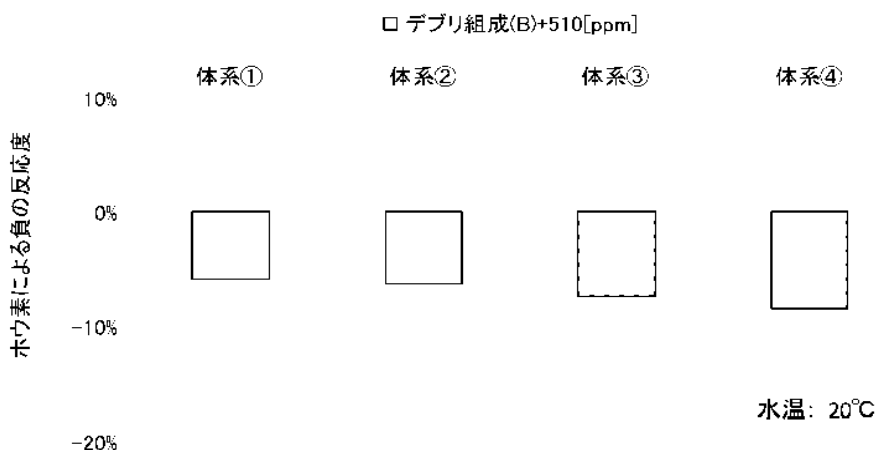 □ デブリ組成(B)+510[ppm]
体系① 体系② 体系③ 体系④
10%
0%
-10%
-20%
ホウ素による負の反応度
水温: 20℃